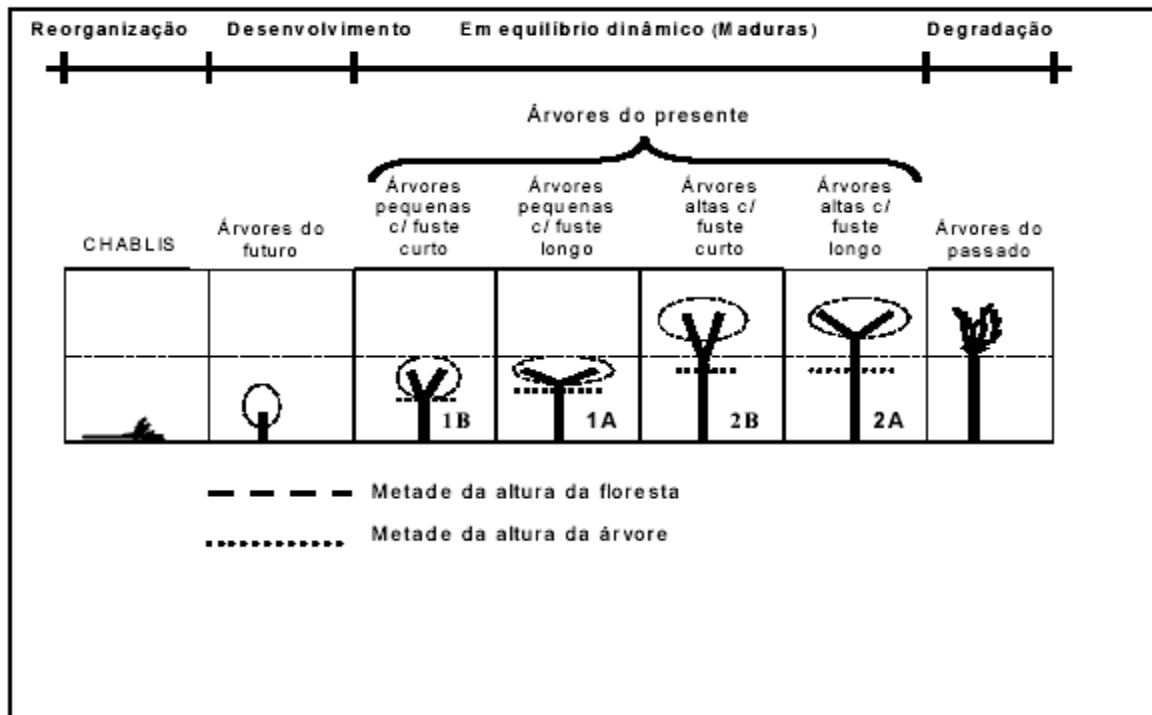 Reorganização Desenvolvimento Em equilíbrio dinâmico (Maduras) Degradação
Árvores do presente
CHABLIS
Árvores do
futuro
Árvores
pequenas
c/ fuste
curto
Árvores
pequenas
c/ fuste
longo
Árvores
altas c/
fuste
curto
Árvores
altas c/
fuste
longo
Árvores do
passado
1B 1A 2B 2A
Metade da altura da floresta
Metade da altura da árvore